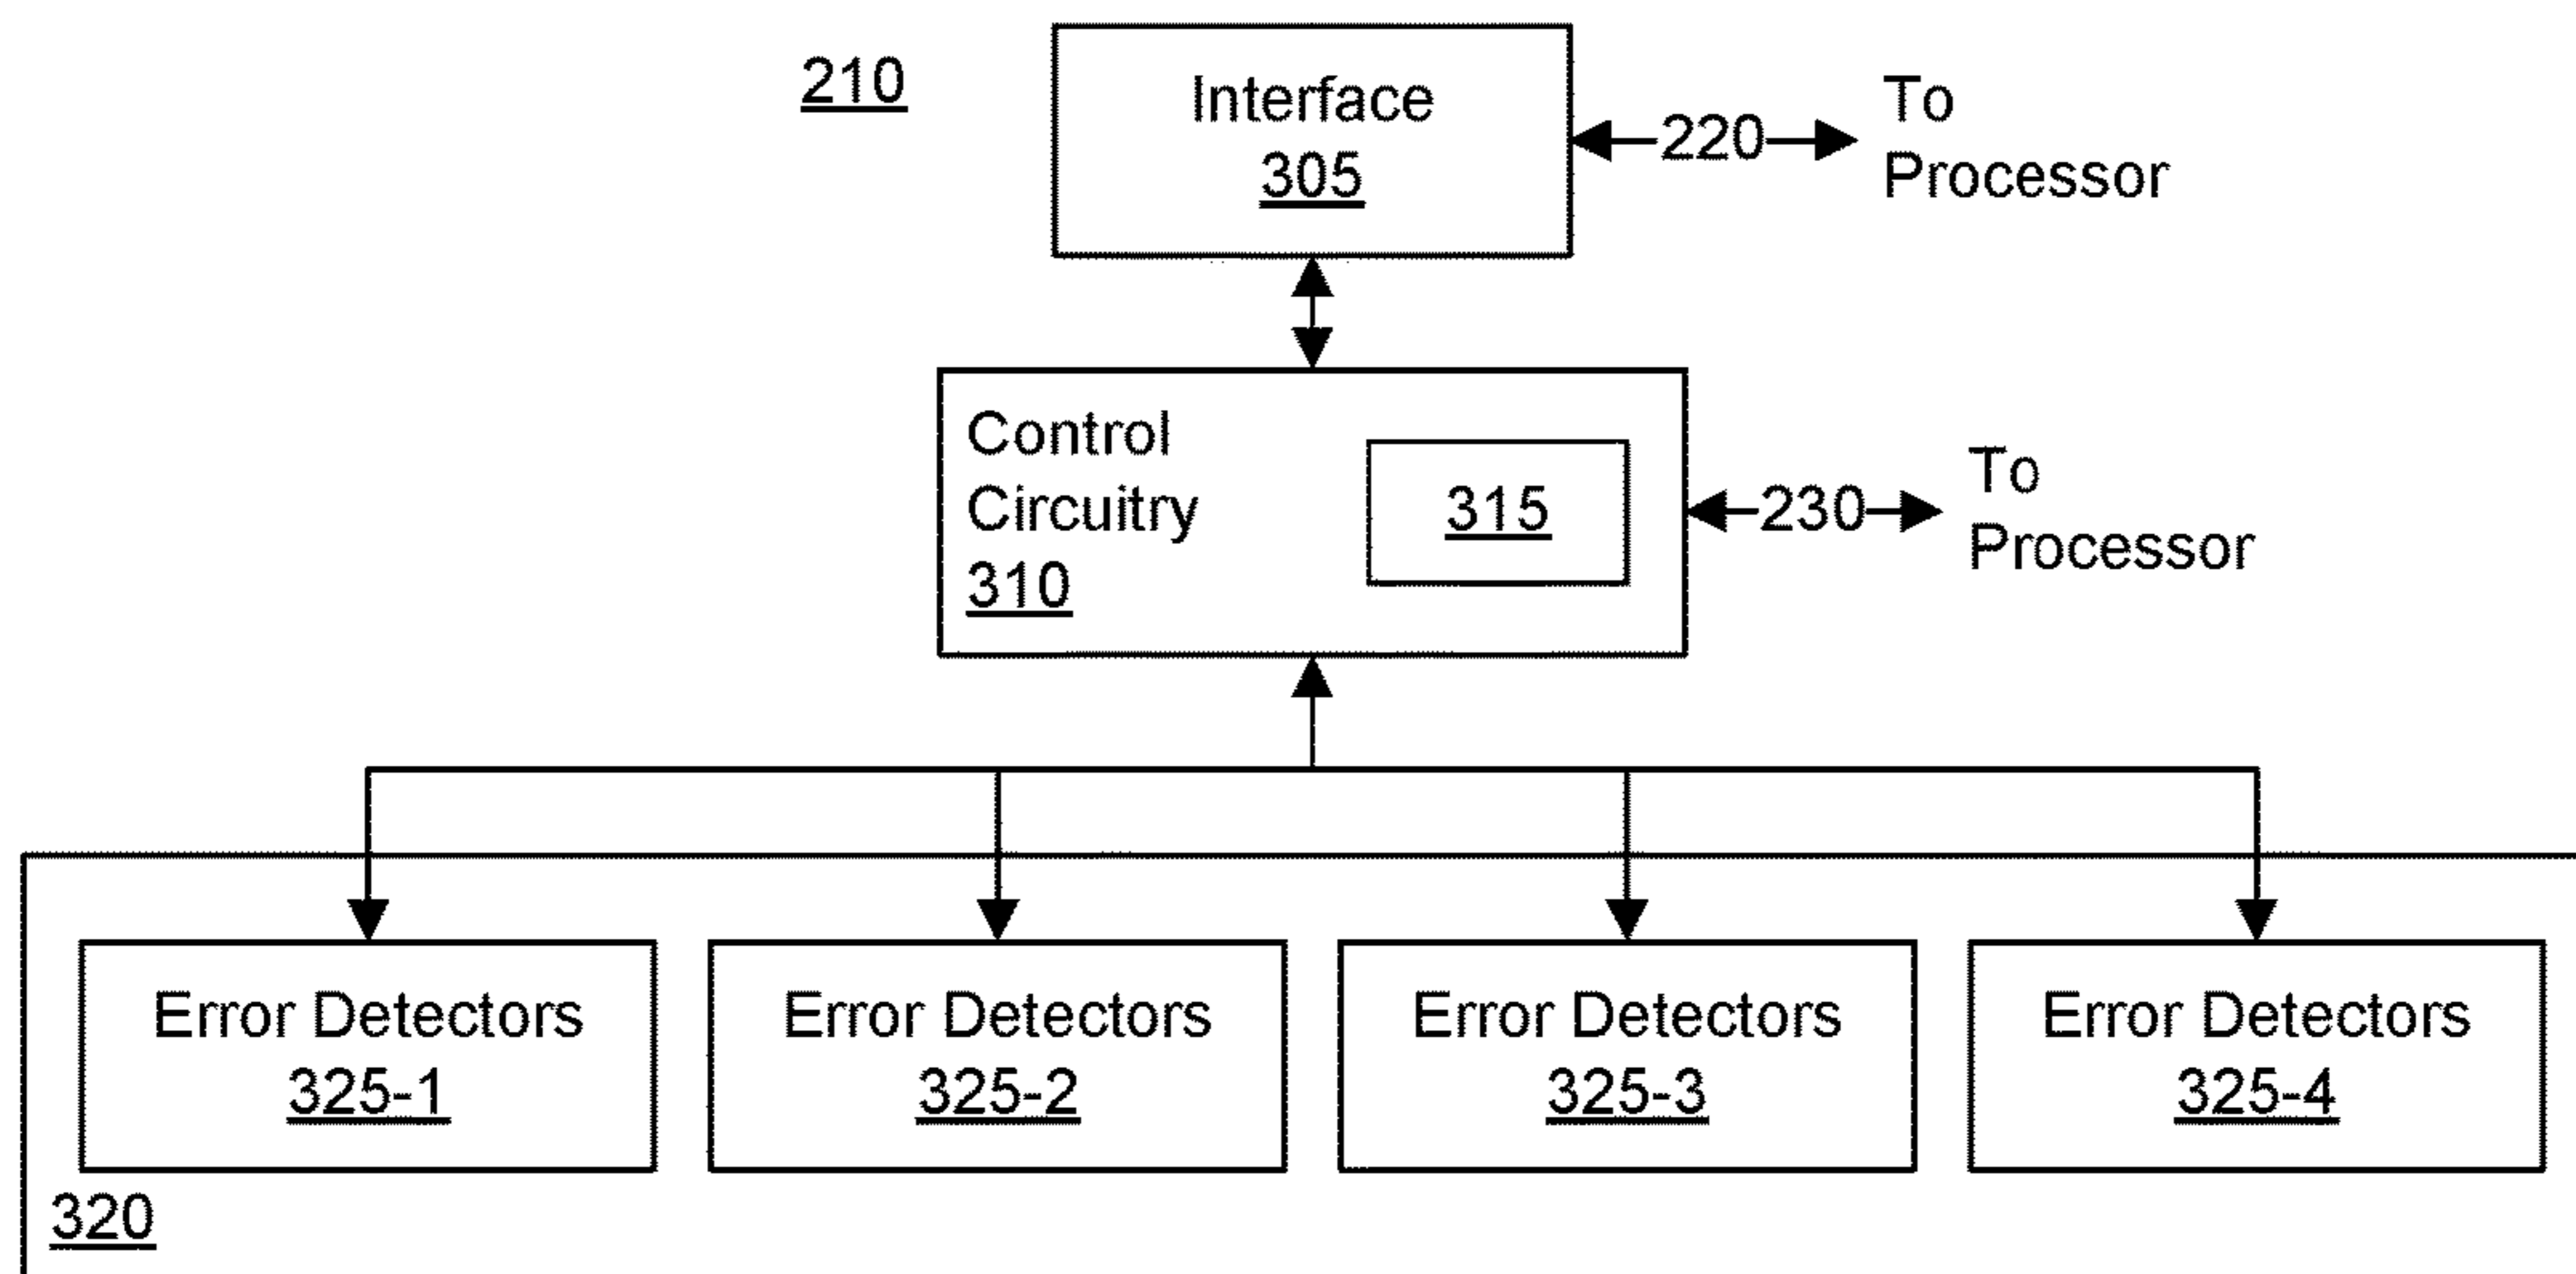 210
Interface
305
220
To
Processor
Control
Circuitry
310
315
230
To
Processor
Error Detectors
325-1
Error Detectors
325-2
Error Detectors
325-3
Error Detectors
325-4
320